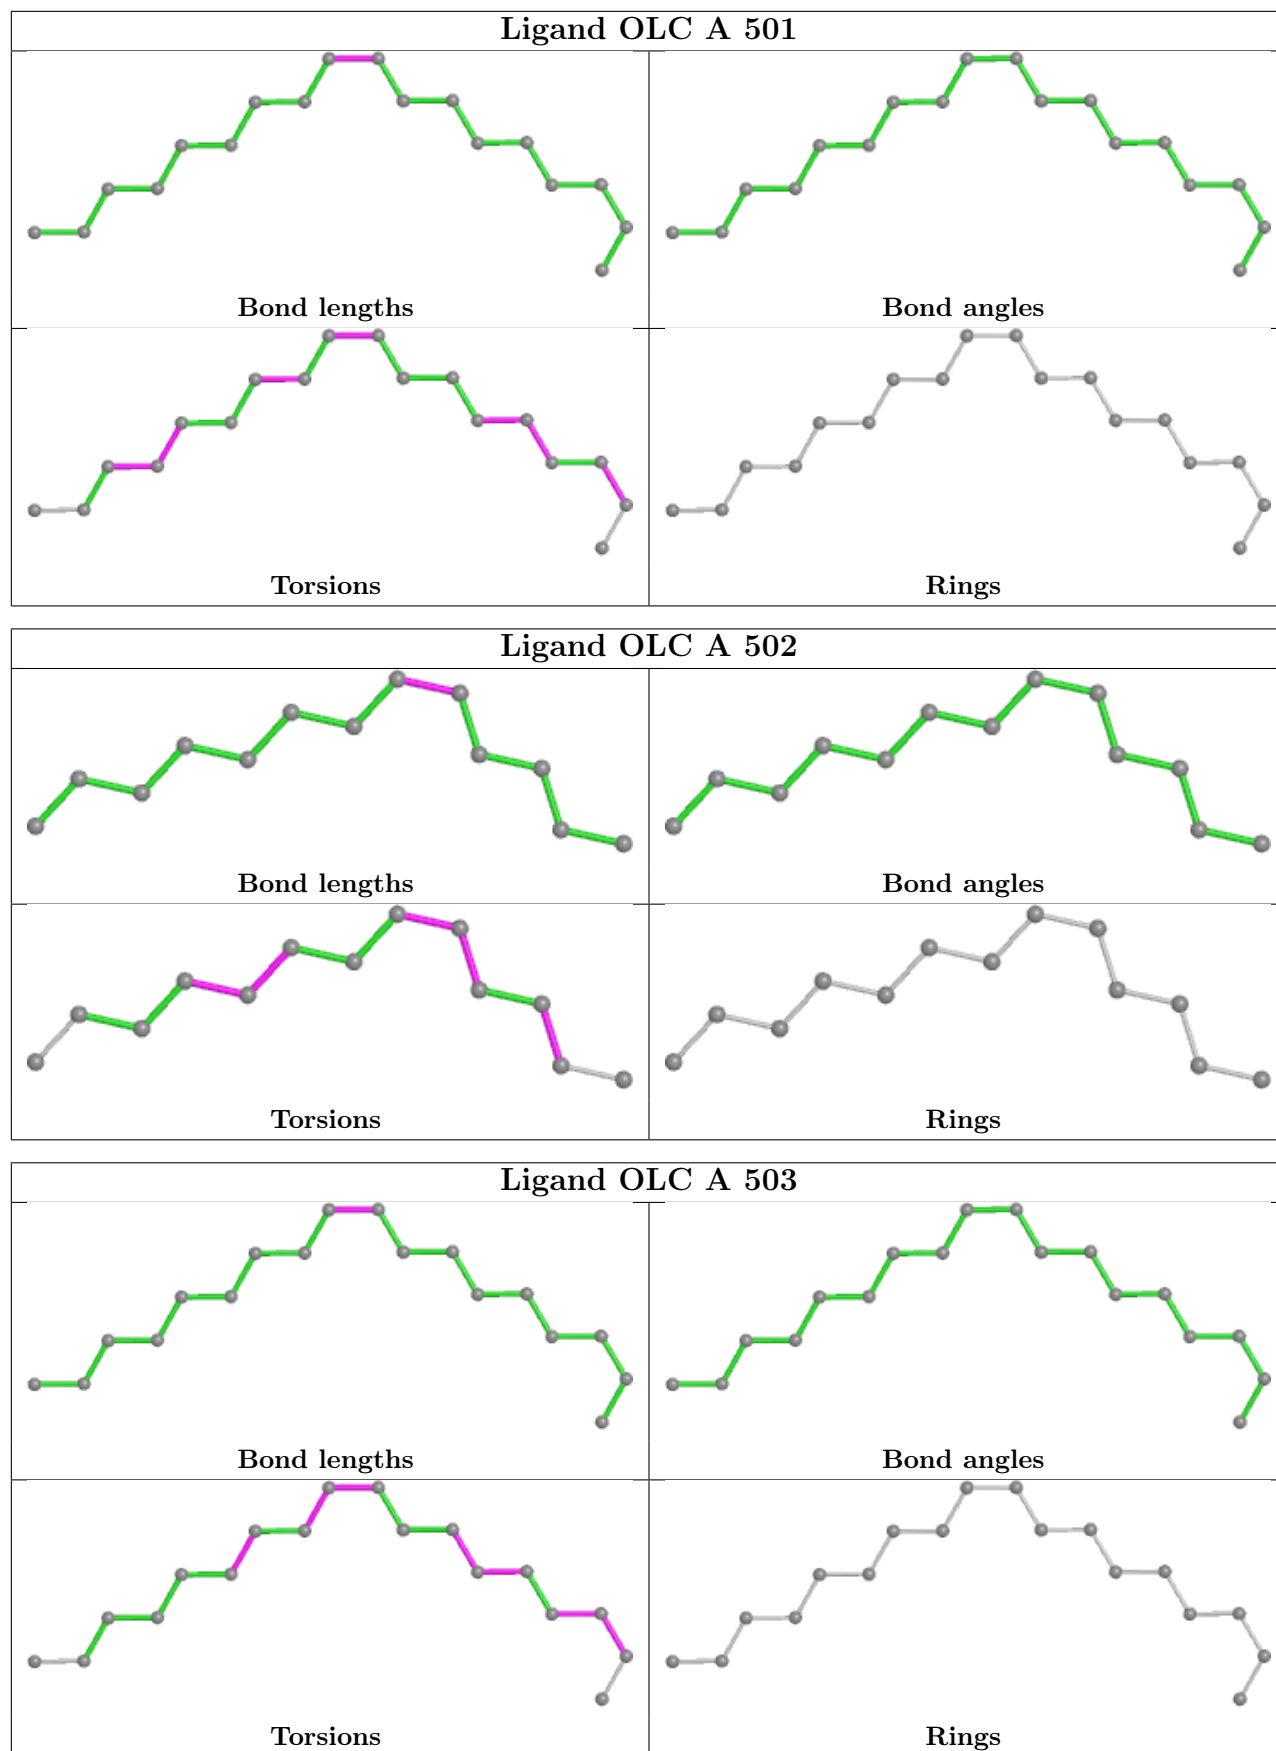 Ligand OLC A 501
Bond lengths
Bond angles
Torsions
Rings
Ligand OLC A 502
Bond lengths
Bond angles
Torsions
Rings
Ligand OLC A 503
Bond lengths
Bond angles
Torsions
Rings